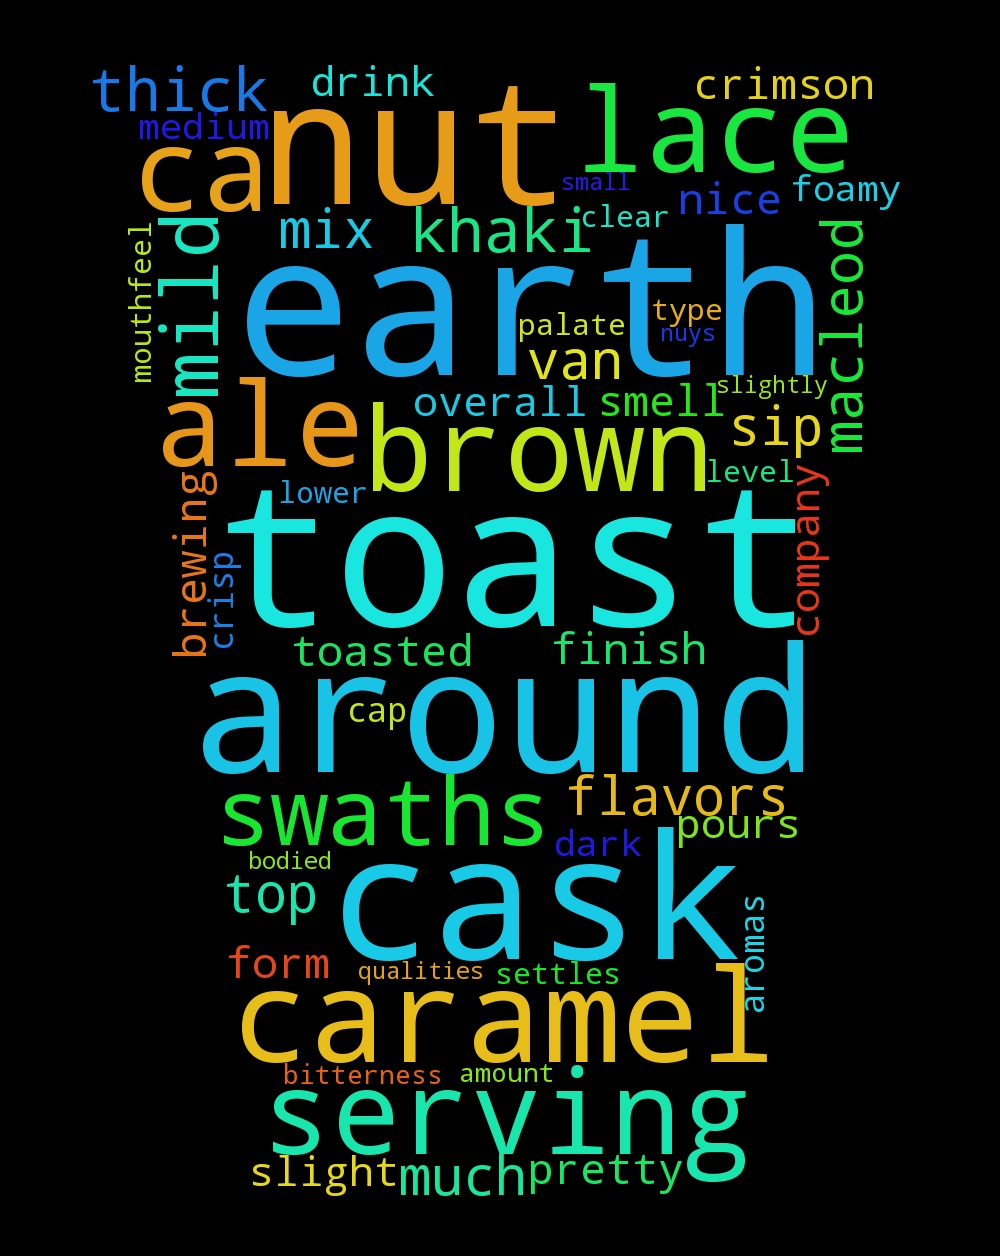 thick
drink
crimson
nut
lace
medium
ca
small
nice
foamy
mild
mix
khaki
clear
macleod
mouthfeel
earth
type
palate
nuys
van
slightly
ale
overall
smell
brown
sip
level
lower
brewing
crisp
toast
company
toasted
finish
around
cap
swaths
flavors
pours
dark
bodied
top
cask
aromas
form
qualities
settles
caramel
bitterness
amount
serving
slight
much
pretty